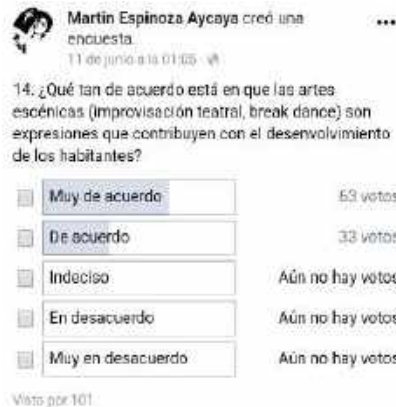 Martin Espinoza Aycaya creó una
encuesta.
11 de junio a la 01:05
14. ¿Qué tan de acuerdo está en que las artes
escénicas (improvisación teatral, break dance) son
expresiones que contribuyen con el desenvolvimiento
de los habitantes?
Muy de acuerdo 63 votos
De acuerdo 33 votos
Indeciso Aún no hay votos
En desacuerdo Aún no hay votos
Muy en desacuerdo Aún no hay votos
Visto por 101